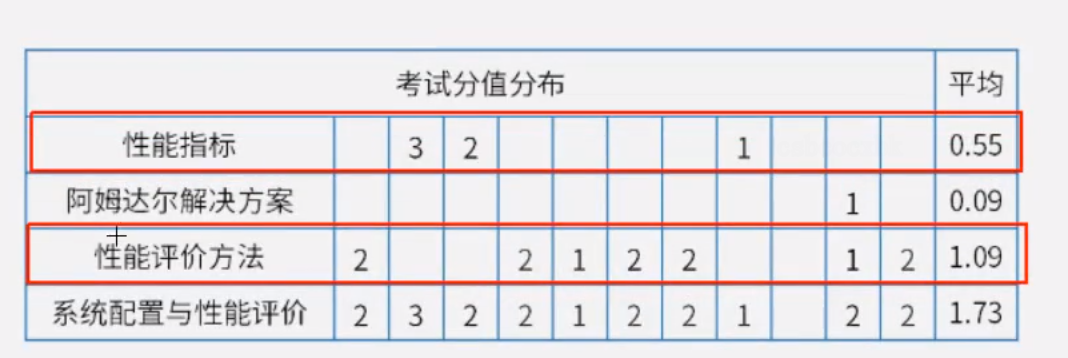 考试分值分布 平均
性能指标 3 2 1 0.55
阿姆达尔解决方案 1 0.09
性能评价方法 2 2 1 2 2 1 2 1.09
系统配置与性能评价 2 3 2 2 1 2 2 1 2 2 1.73